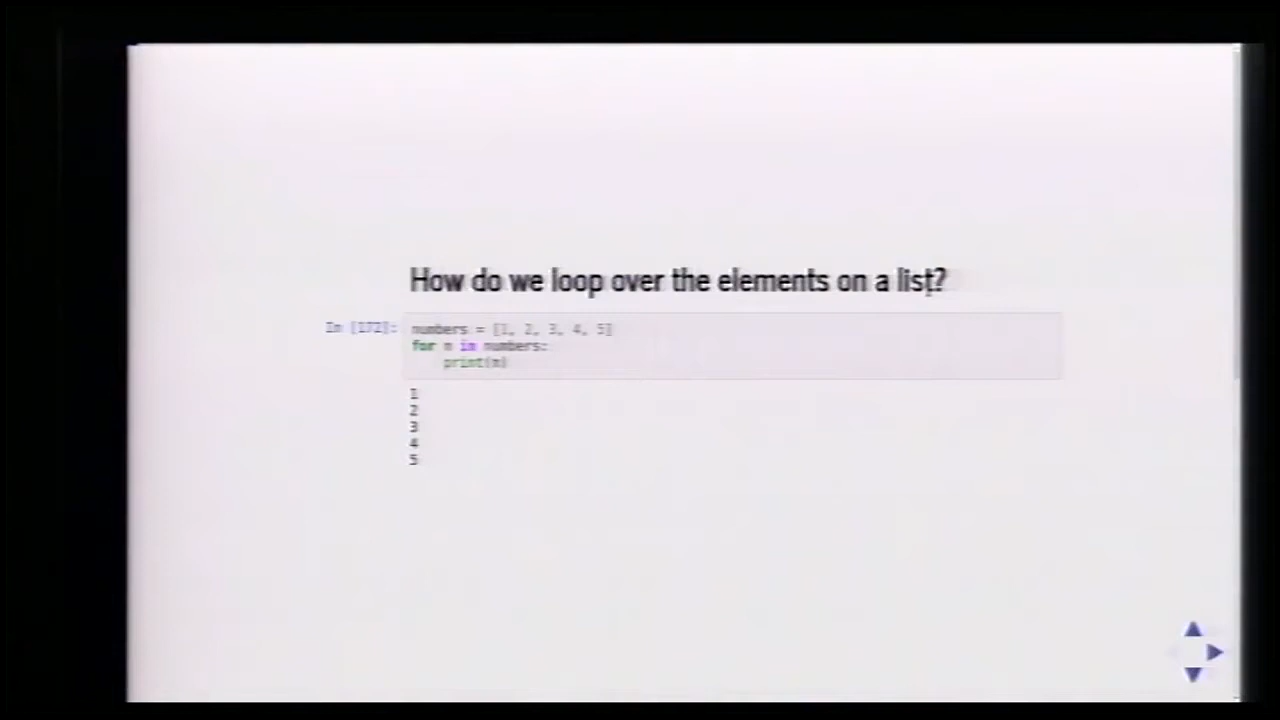 How do we loop over the elements on a list?
In [172]: numbers = [1, 2, 3, 4, 5]
for n in numbers:
print(n)
1
2
3
4
5